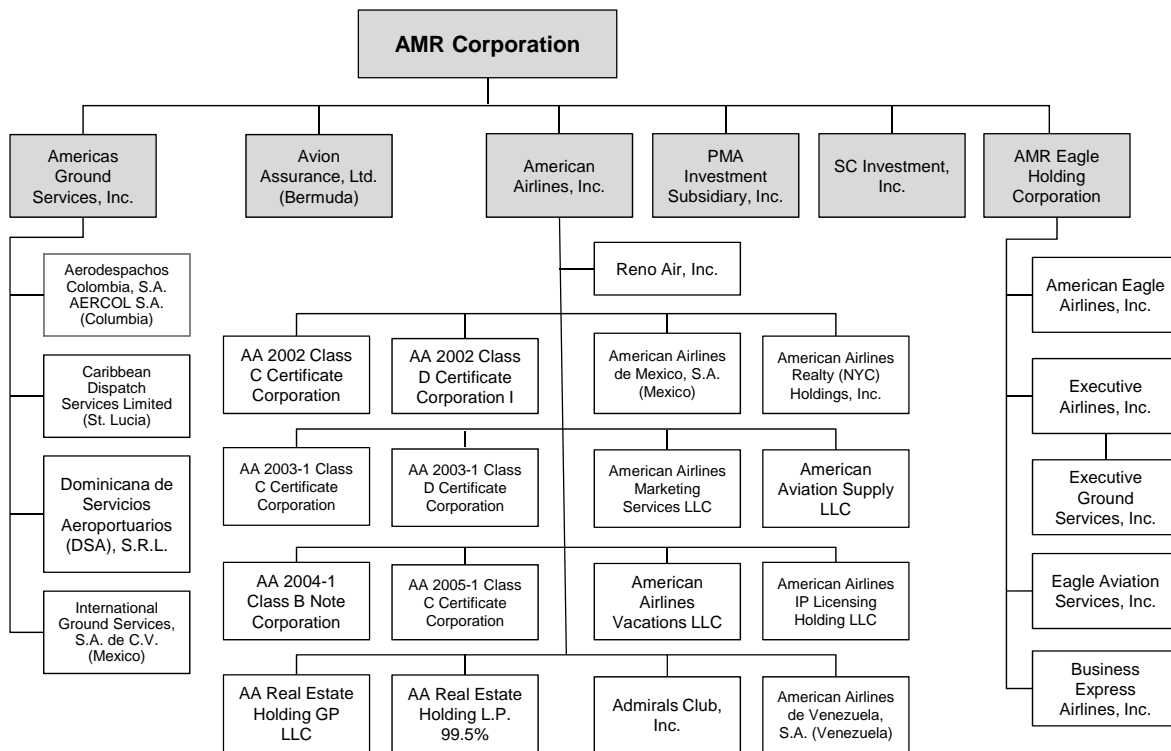 AMR Corporation
Americas
Ground
Services, Inc.
Avion
Assurance, Ltd.
(Bermuda)
American
Airlines, Inc.
PMA
Investment
Subsidiary, Inc.
SC Investment,
Inc.
AMR Eagle
Holding
Corporation
Aerodespachos
Colombia, S.A.
AERCOL S.A.
(Columbia)
Caribbean
Dispatch
Services Limited
(St. Lucia)
Dominicana de
Servicios
Aeroportuarios
(DSA), S.R.L.
International
Ground Services,
S.A. de C.V.
(Mexico)
Reno Air, Inc.
AA 2002 Class
C Certificate
Corporation
AA 2002 Class
D Certificate
Corporation I
American Airlines
de Mexico, S.A.
(Mexico)
American Airlines
Realty (NYC)
Holdings, Inc.
AA 2003-1 Class
C Certificate
Corporation
AA 2003-1 Class
D Certificate
Corporation
American Airlines
Marketing
Services LLC
American
Aviation Supply
LLC
AA 2004-1
Class B Note
Corporation
AA 2005-1 Class
C Certificate
Corporation
American
Airlines
Vacations LLC
American Airlines
IP Licensing
Holding LLC
AA Real Estate
Holding GP
LLC
AA Real Estate
Holding L.P.
99.5%
Admirals Club,
Inc.
American Airlines
de Venezuela,
S.A. (Venezuela)
American Eagle
Airlines, Inc.
Executive
Airlines, Inc.
Executive
Ground
Services, Inc.
Eagle Aviation
Services, Inc.
Business
Express
Airlines, Inc.